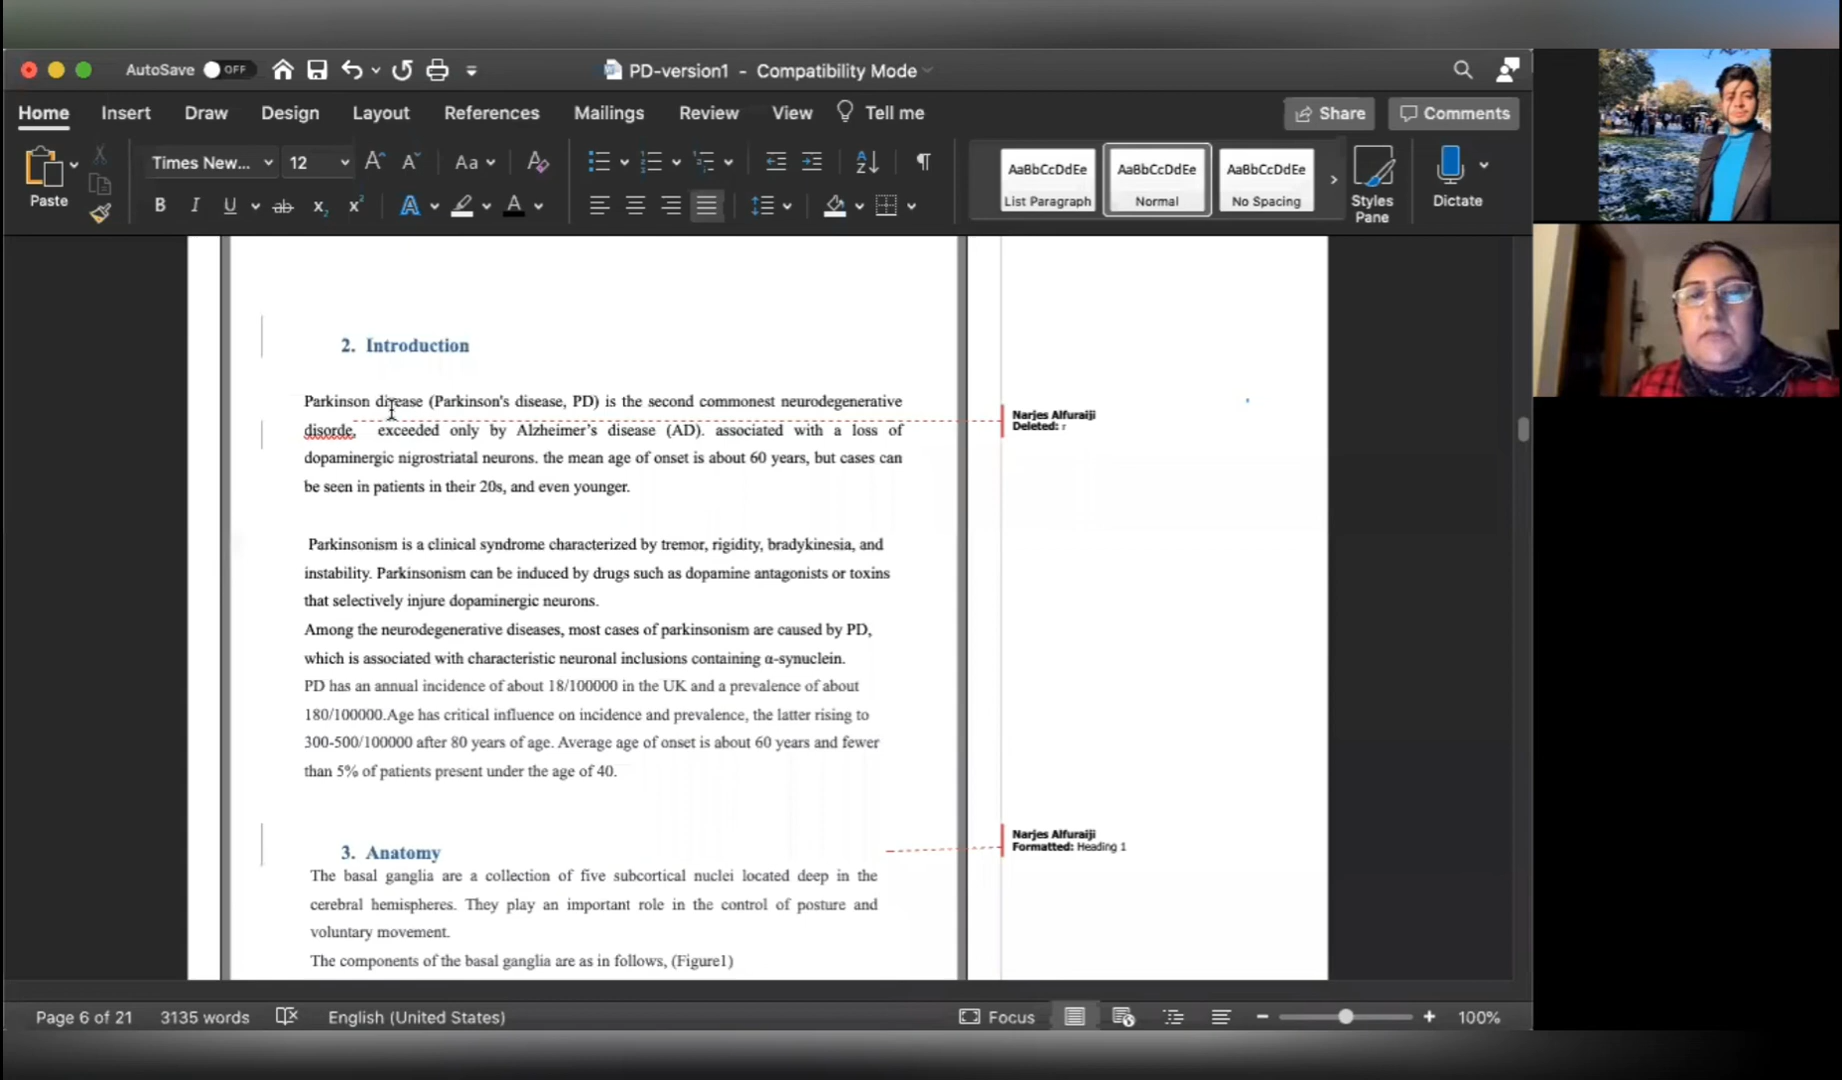 AutoSave OFF
PD-version1 - Compatibility Mode
Home Insert Draw Design Layout References Mailings Review View Tell me
Share Comments
Paste
Times New... 12
Aa
AaBbCcDdEe AaBbCcDdEe AaBbCcDdEe
List Paragraph Normal No Spacing
Styles Pane
Dictate
2. Introduction
Parkinson disease (Parkinson's disease, PD) is the second commonest neurodegenerative
disorde, exceeded only by Alzheimer's disease (AD). associated with a loss of
dopaminergic nigrostriatal neurons. the mean age of onset is about 60 years, but cases can
be seen in patients in their 20s, and even younger.
Narjes Alfuraiji
Deleted: r
Parkinsonism is a clinical syndrome characterized by tremor, rigidity, bradykinesia, and
instability. Parkinsonism can be induced by drugs such as dopamine antagonists or toxins
that selectively injure dopaminergic neurons.
Among the neurodegenerative diseases, most cases of parkinsonism are caused by PD,
which is associated with characteristic neuronal inclusions containing α-synuclein.
PD has an annual incidence of about 18/100000 in the UK and a prevalence of about
180/100000.Age has critical influence on incidence and prevalence, the latter rising to
300-500/100000 after 80 years of age. Average age of onset is about 60 years and fewer
than 5% of patients present under the age of 40.
Narjes Alfuraiji
Formatted: Heading 1
3. Anatomy
The basal ganglia are a collection of five subcortical nuclei located deep in the
cerebral hemispheres. They play an important role in the control of posture and
voluntary movement.
The components of the basal ganglia are as in follows, (Figure1)
Page 6 of 21 3135 words English (United States) Focus 100%